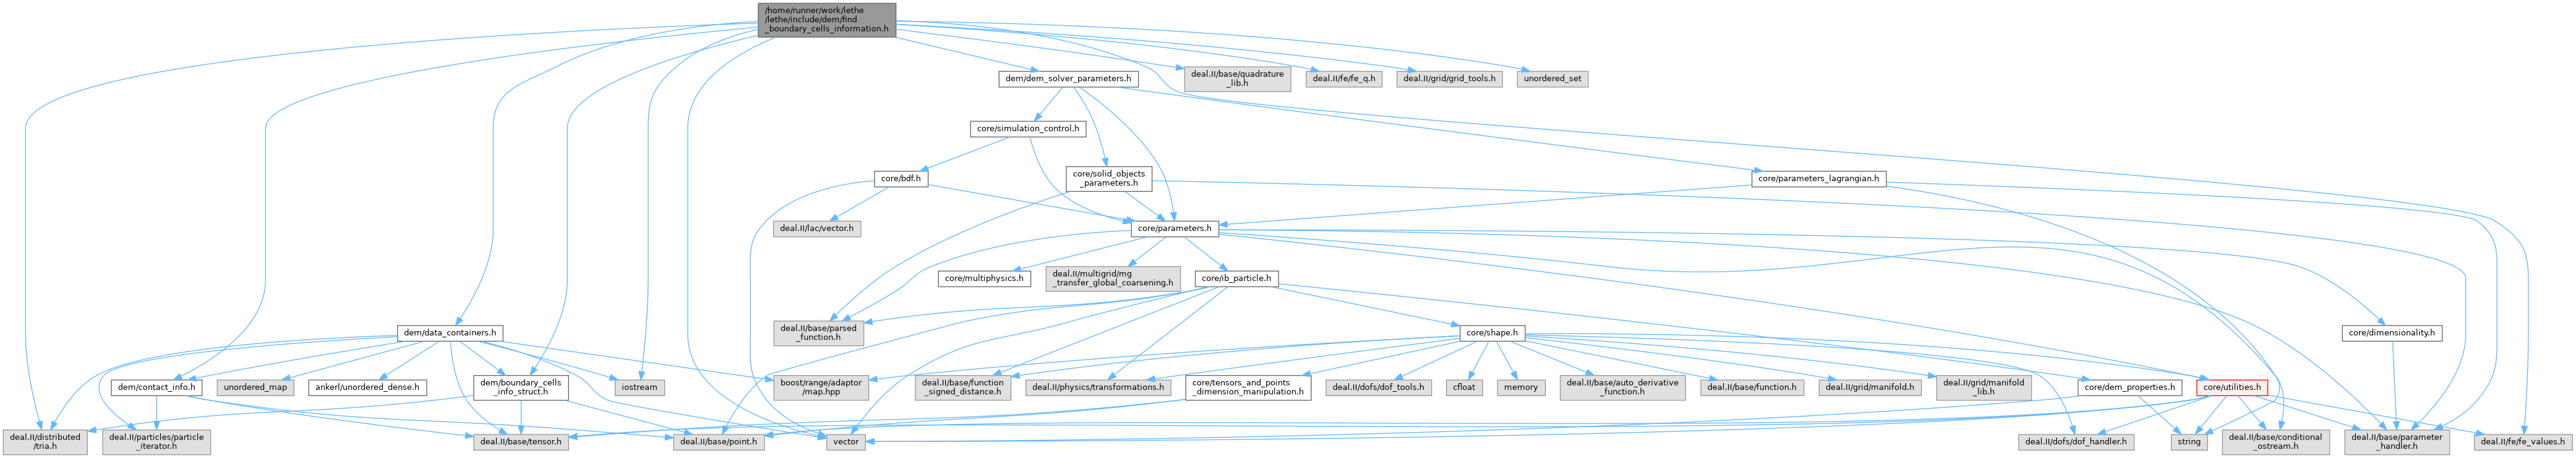 /home/runner/work/lethe
/lethe/include/dem/find
_boundary_cells_information.h
dem/dem_solver_parameters.h
deal.II/base/quadrature
_lib.h
deal.II/fe/fe_q.h
deal.II/grid/grid_tools.h
unordered_set
core/simulation_control.h
core/bdf.h
core/solid_objects
_parameters.h
core/parameters_lagrangian.h
deal.II/lac/vector.h
core/parameters.h
core/multiphysics.h
deal.II/multigrid/mg
_transfer_global_coarsening.h
core/ib_particle.h
dem/data_containers.h
deal.II/base/parsed
_function.h
core/shape.h
core/dimensionality.h
dem/contact_info.h
unordered_map
ankerl/unordered_dense.h
dem/boundary_cells
_info_struct.h
iostream
boost/range/adaptor
/map.hpp
deal.II/base/function
_signed_distance.h
deal.II/physics/transformations.h
core/tensors_and_points
_dimension_manipulation.h
deal.II/dofs/dof_tools.h
cfloat
memory
deal.II/base/auto_derivative
_function.h
deal.II/base/function.h
deal.II/grid/manifold.h
deal.II/grid/manifold
_lib.h
core/dem_properties.h
core/utilities.h
deal.II/distributed
/tria.h
deal.II/particles/particle
_iterator.h
deal.II/base/tensor.h
deal.II/base/point.h
vector
deal.II/dofs/dof_handler.h
string
deal.II/base/conditional
_ostream.h
deal.II/base/parameter
_handler.h
deal.II/fe/fe_values.h